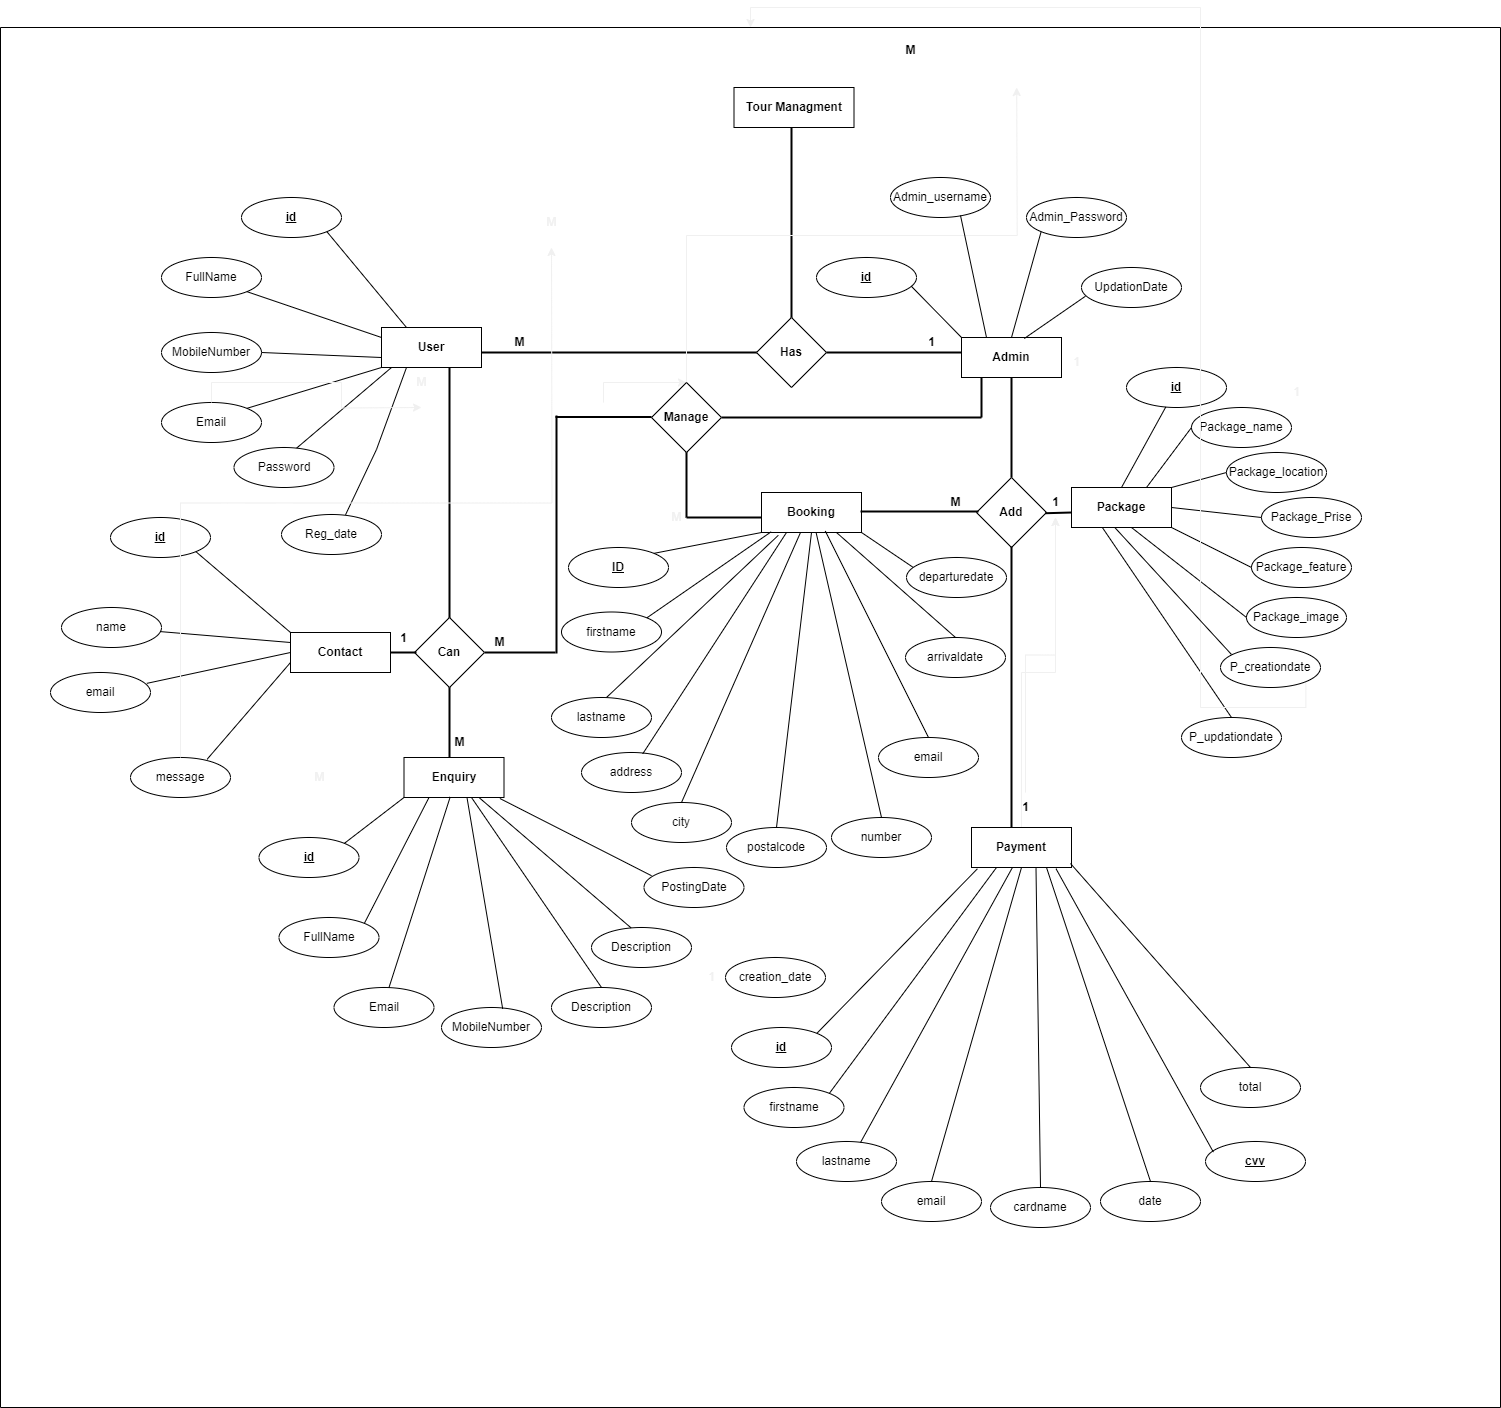 M
Tour Managment
Admin_username
Admin_Password
id
M
FullName
id
UpdationDate
User
M
Has
1
Admin
MobileNumber
1
M
id
1
Email
Manage
Package_name
Password
Package_location
M
1
Booking
Add
Package
Package_Prise
M
Reg_date
id
ID
departuredate
Package_feature
name
firstname
Package_image
1
M
Contact
Can
arrivaldate
P_creationdate
email
lastname
M
P_updationdate
email
message
M
Enquiry
address
1
city
number
postalcode
Payment
id
PostingDate
FullName
Description
1
creation_date
Email
Description
MobileNumber
id
total
firstname
lastname
cvv
email
cardname
date